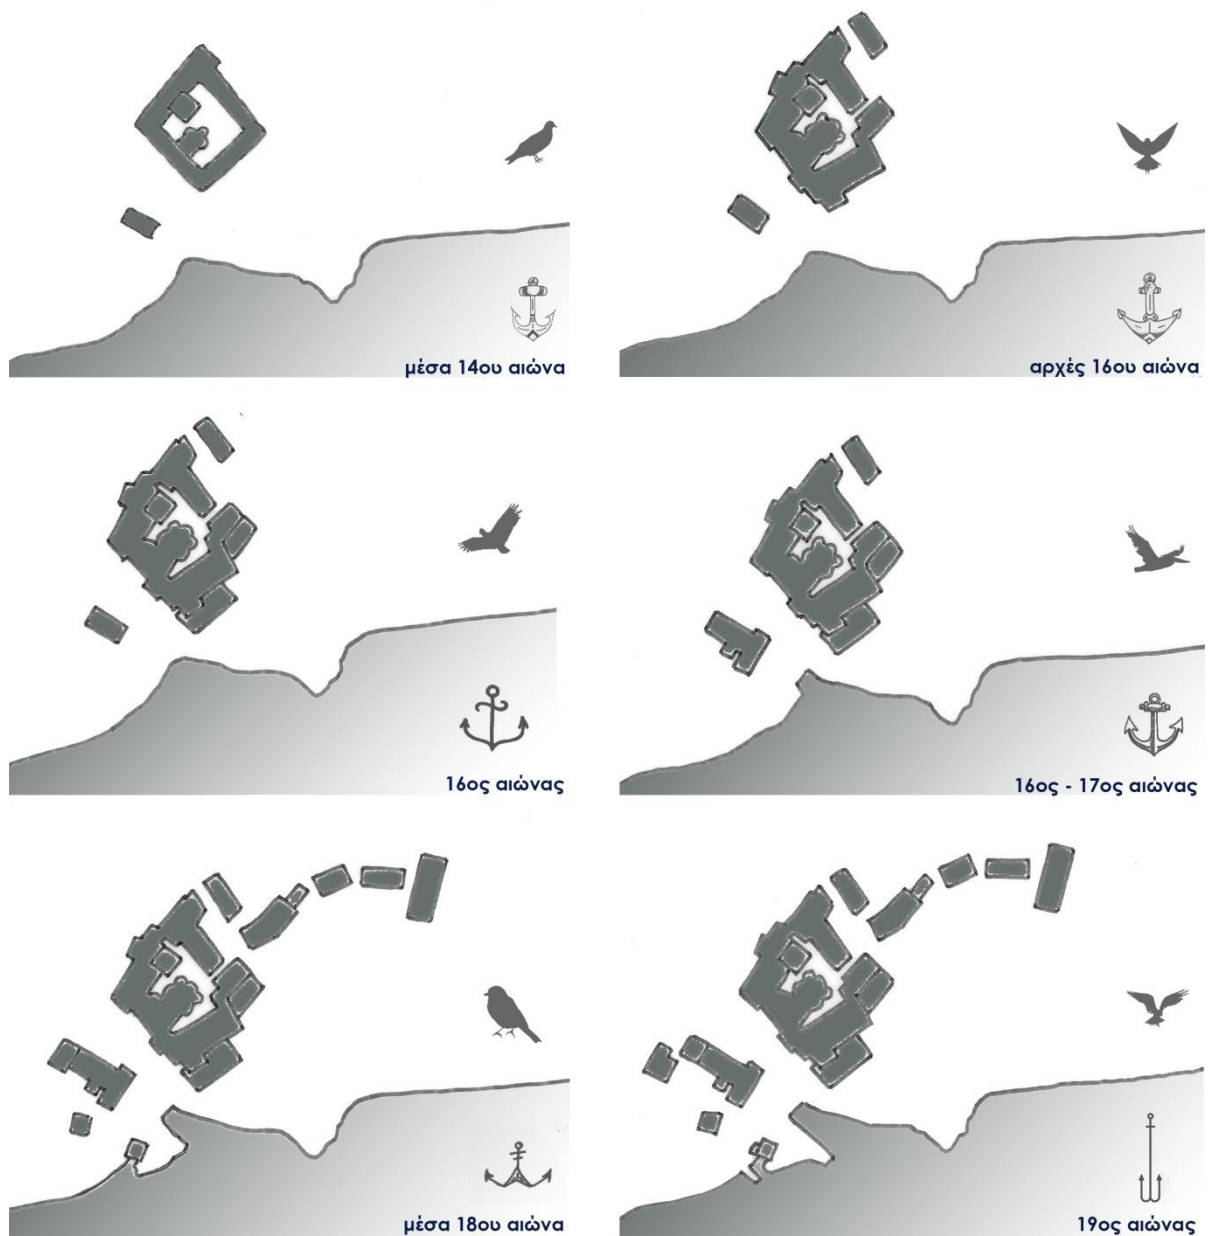 μέσα 14ου αιώνα
αρχές 16ου αιώνα
16ος αιώνας
16ος - 17ος αιώνας
μέσα 18ου αιώνα
19ος αιώνας